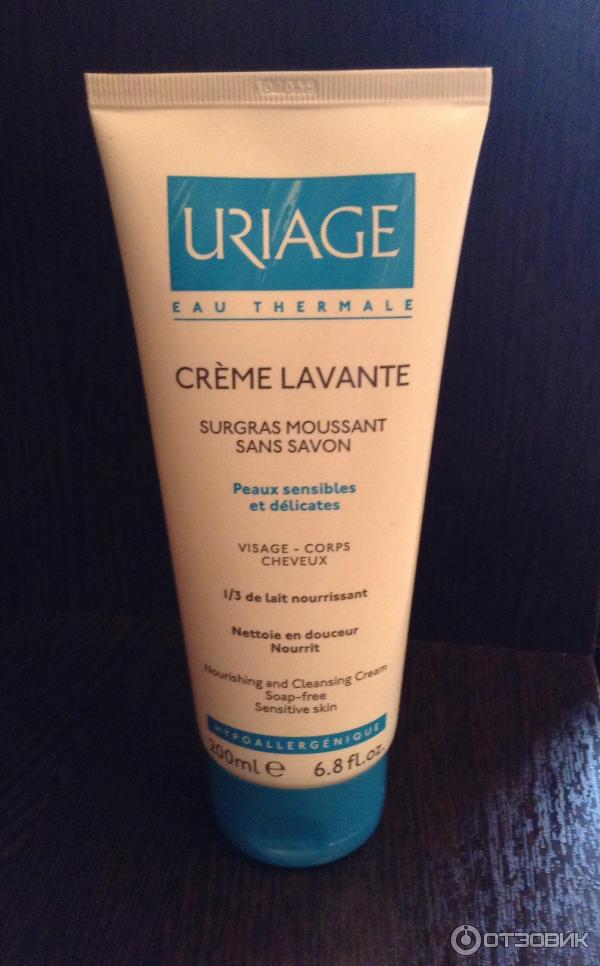 URIAGE
EAU THERMALE
CRÈME LAVANTE
SURGRAS MOUSSANT
SANS SAVON
Peaux sensibles
et délicates
VISAGE - CORPS
CHEVEUX
1/3 de lait nourrissant
Nettoie en douceur
Nourrit
Nourishing and Cleansing Cream
Soap-free
Sensitive skin
HYPOALLERGÉNIQUE
200ml e 6.8 fl.oz.
ОТЗОВИК